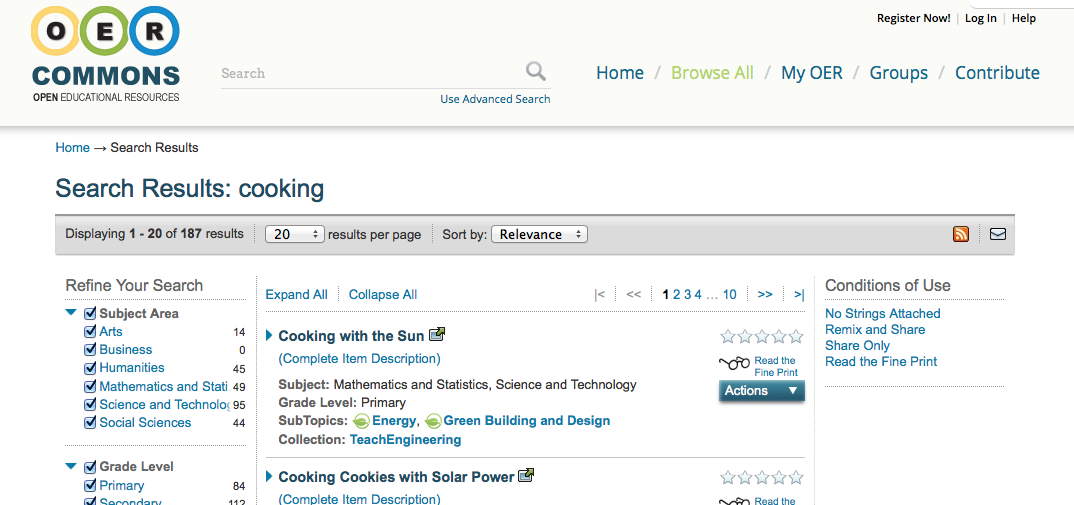 OER
COMMONS
OPEN EDUCATIONAL RESOURCES
Search
Use Advanced Search
Register Now! | Log In | Help
Home / Browse All / My OER / Groups / Contribute
Home → Search Results
Search Results: cooking
Displaying 1 - 20 of 187 results
20 results per page
Sort by: Relevance
Refine Your Search
Subject Area
Arts 14
Business 0
Humanities 45
Mathematics and Stati 49
Science and Technolo 95
Social Sciences 44
Grade Level
Primary 84
Secondary 112
Expand All Collapse All
|< << 1 2 3 4 ... 10 >> >|
Cooking with the Sun
(Complete Item Description)
Subject: Mathematics and Statistics, Science and Technology
Grade Level: Primary
SubTopics: Energy, Green Building and Design
Collection: TeachEngineering
Read the
Fine Print
Actions ▼
Cooking Cookies with Solar Power
(Complete Item Description)
Read the
Conditions of Use
No Strings Attached
Remix and Share
Share Only
Read the Fine Print